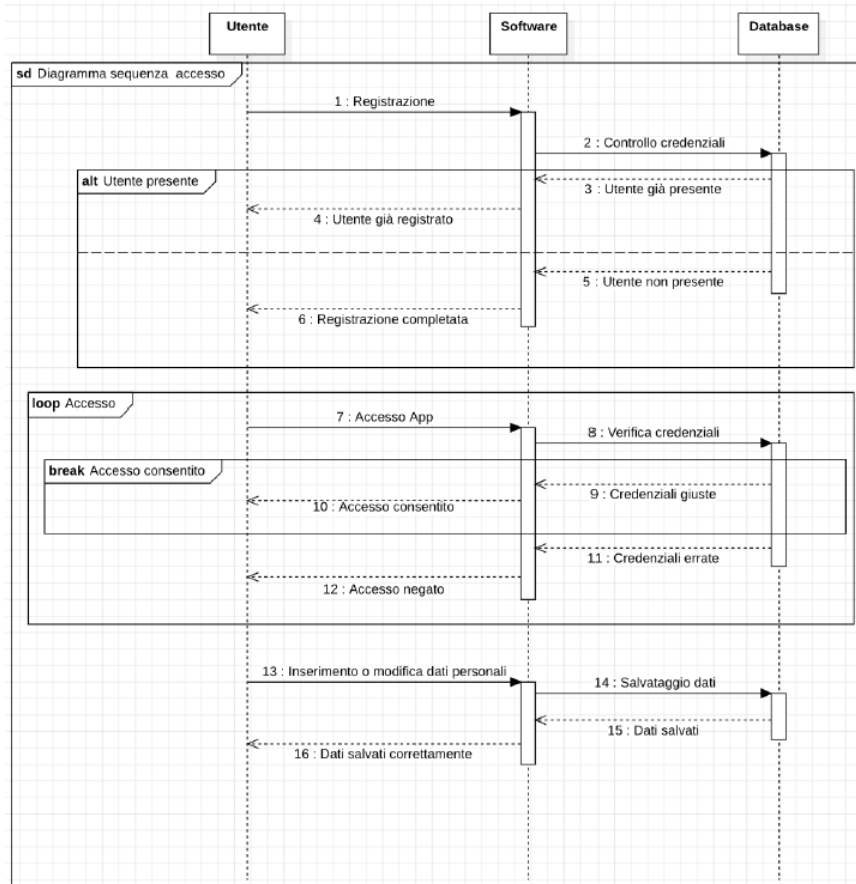 Utente
Software
Database
sd Diagramma sequenza accesso
1 : Registrazione
2 : Controllo credenziali
alt Utente presente
3 : Utente già presente
4 : Utente già registrato
5 : Utente non presente
6 : Registrazione completata
loop Accesso
7 : Accesso App
8 : Verifica credenziali
break Accesso consentito
9 : Credenziali giuste
10 : Accesso consentito
11 : Credenziali errate
12 : Accesso negato
13 : Inserimento o modifica dati personali
14 : Salvataggio dati
15 : Dati salvati
16 : Dati salvati correttamente